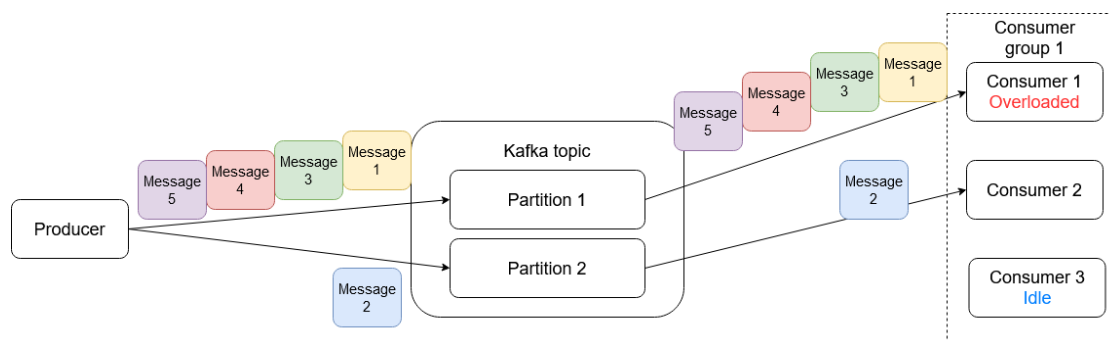 Producer
Message
5
Message
4
Message
3
Message
1
Message
2
Kafka topic
Partition 1
Partition 2
Message
5
Message
4
Message
3
Message
1
Message
2
Consumer
group 1
Consumer 1
Overloaded
Consumer 2
Consumer 3
Idle